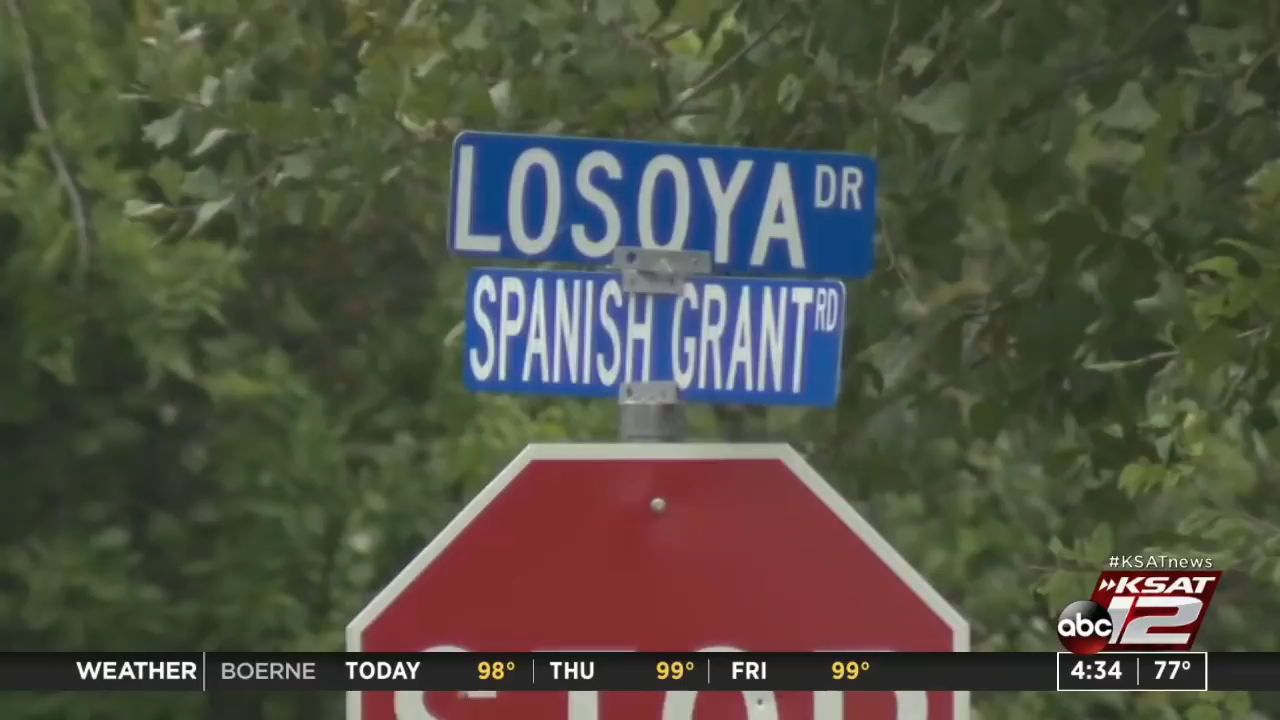 LOSOYA DR
SPANISH GRANT RD
STOP
#KSATnews
KSAT
abc 12
WEATHER BOERNE TODAY 98° THU 99° FRI 99° 4:34 77°